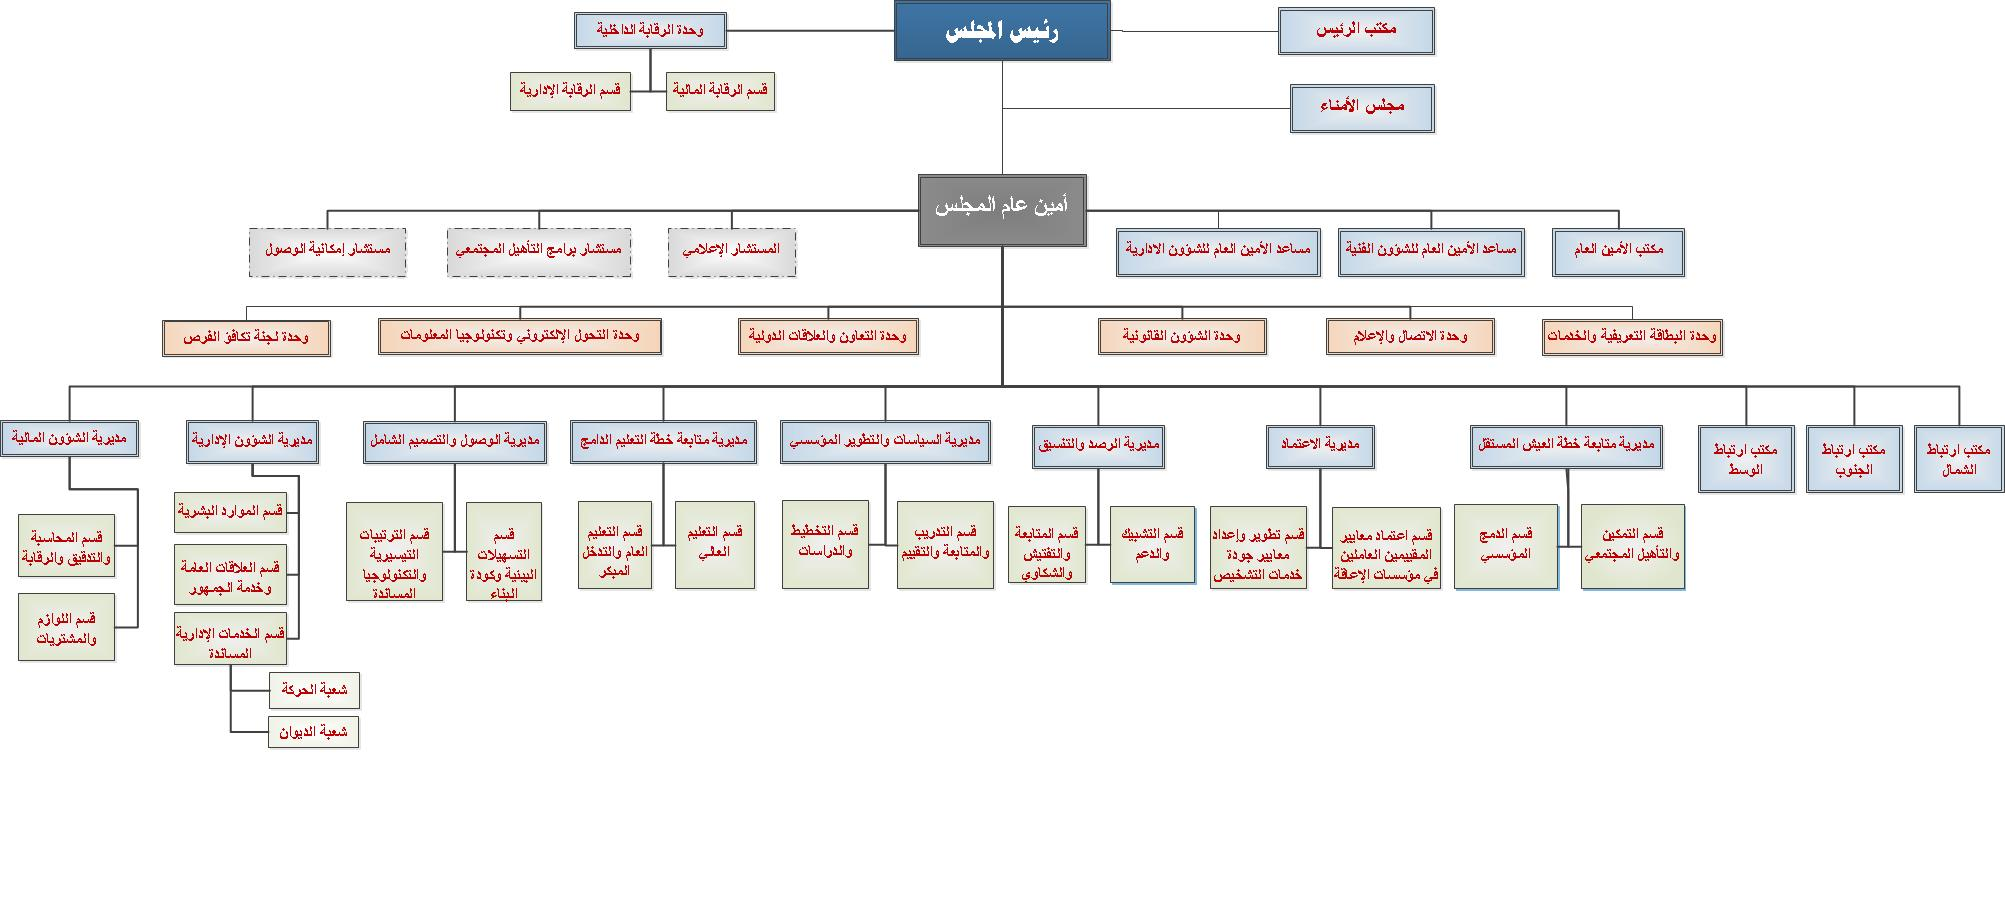 مكتب الرئيس
رئيس المجلس
وحدة الرقابة الداخلية
قسم الرقابة المالية
قسم الرقابة الإدارية
مجلس الأمناء
أمين عام المجلس
مكتب الأمين العام
مساعد الأمين العام للشؤون الفنية
مساعد الأمين العام للشؤون الادارية
المستشار الإعلامي
مستشار برامج التأهيل المجتمعي
مستشار إمكانية الوصول
وحدة البطاقة التعريفية والخدمات
وحدة الاتصال والإعلام
وحدة الشؤون القانونية
وحدة التعاون والعلاقات الدولية
وحدة التحول الإلكتروني وتكنولوجيا المعلومات
وحدة لجنة تكافؤ الفرص
مكتب ارتباط
الشمال
مكتب ارتباط
الجنوب
مكتب ارتباط
الوسط
مديرية متابعة خطة العيش المستقل
مديرية الاعتماد
مديرية الرصد والتنسيق
مديرية السياسات والتطوير المؤسسي
مديرية متابعة خطة التعليم الدامج
مديرية الوصول والتصميم الشامل
مديرية الشؤون الإدارية
مديرية الشؤون المالية
قسم التمكين
والتأهيل المجتمعي
قسم الدمج
المؤسسي
قسم اعتماد معايير
المقييمين العاملين
في مؤسسات الإعاقة
قسم تطوير وإعداد
معايير جودة
خدمات التشخيص
قسم التشبيك
والدعم
قسم المتابعة
والتفتيش
والشكاوي
قسم التدريب
والمتابعة والتقييم
قسم التخطيط
والدراسات
قسم التعليم
العالي
قسم التعليم
العام والتدخل
المبكر
قسم
التسهيلات
البيئية وكودة
البناء
قسم الترتيبات
التيسيرية
والتكنولوجيا
المساندة
قسم الموارد البشرية
قسم العلاقات العامة
وخدمة الجمهور
قسم الخدمات الإدارية
المساندة
شعبة الحركة
شعبة الديوان
قسم المحاسبة
والتدقيق والرقابة
قسم اللوازم
والمشتريات